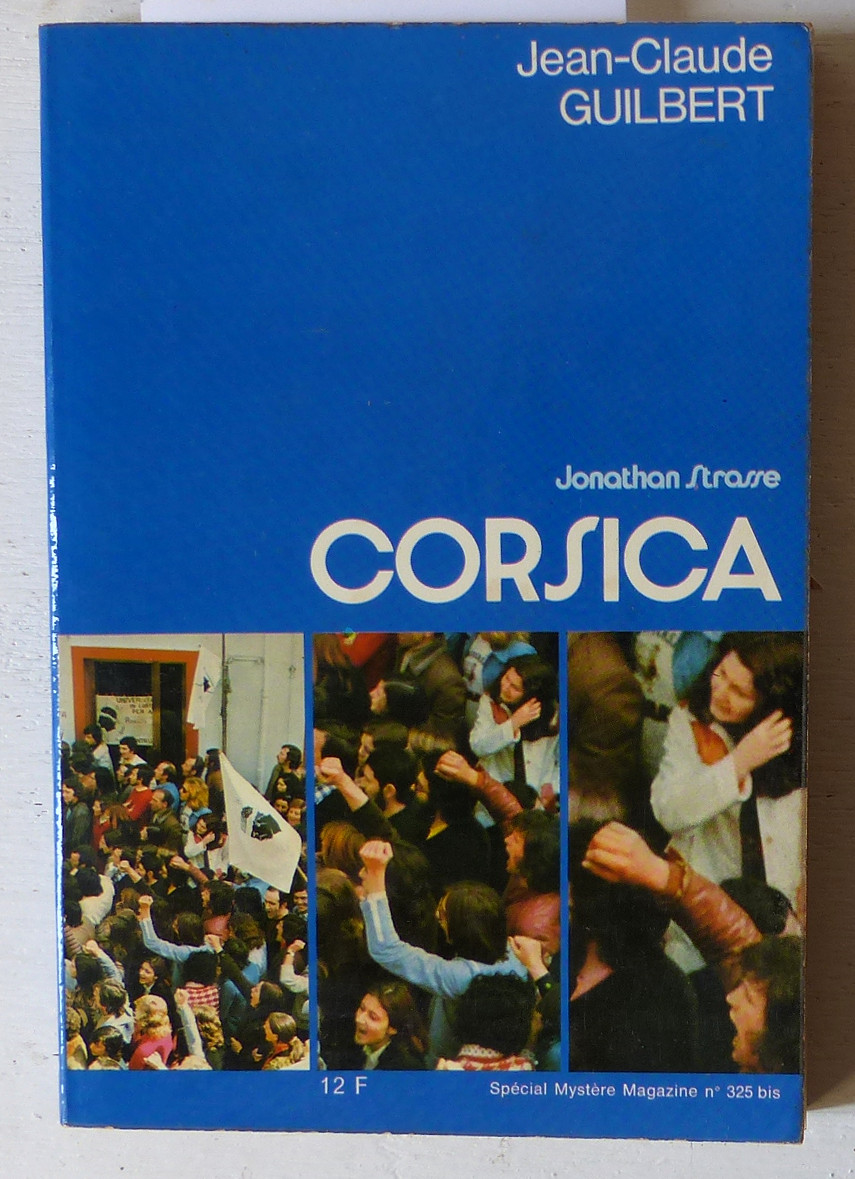 Jean-Claude
GUILBERT
Jonathan Strasse
CORSICA
12 F
Spécial Mystère Magazine n° 325 bis